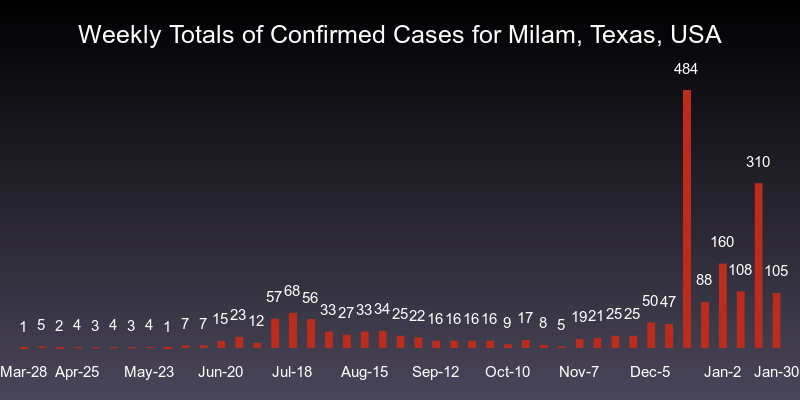 Weekly Totals of Confirmed Cases for Milam, Texas, USA
484
310
160
88
108
105
57 68 56
50 47
1 5 2 4 3 4 3 4 1 7 7 15 23 12 33 27 33 34 25 22 16 16 16 16 9 17 8 5 19 21 25 25
Mar-28 Apr-25 May-23 Jun-20 Jul-18 Aug-15 Sep-12 Oct-10 Nov-7 Dec-5 Jan-2 Jan-30